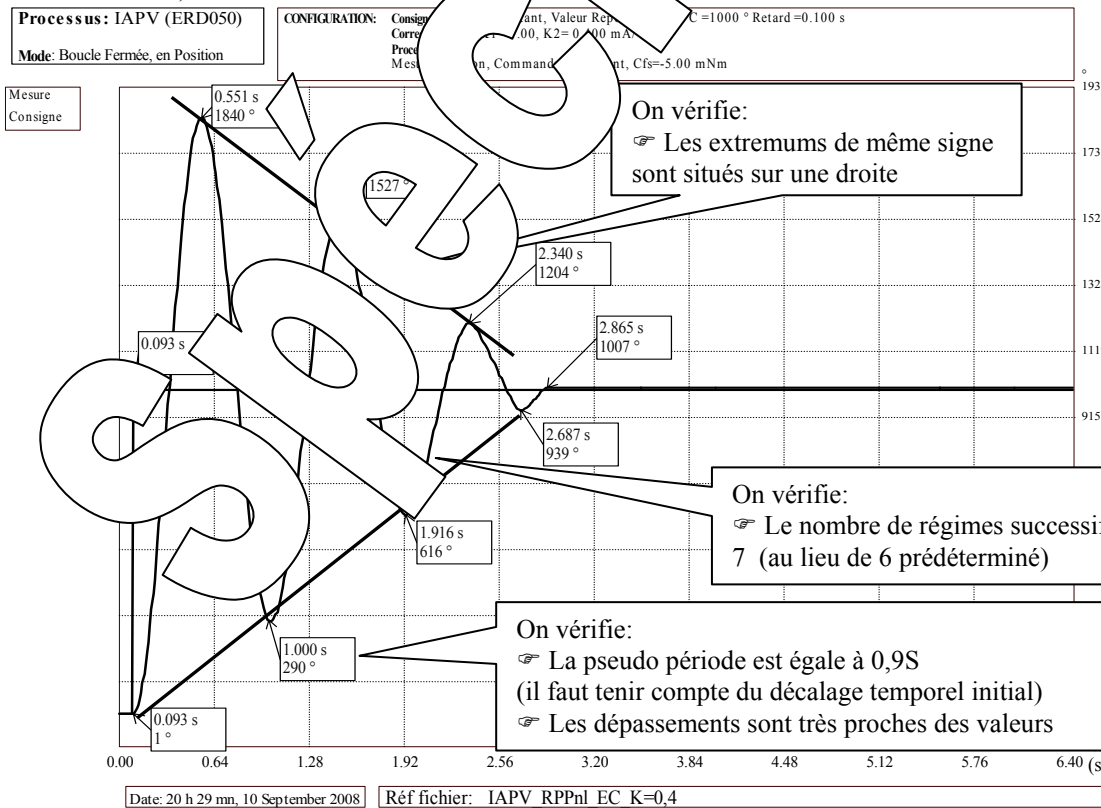 Processus: IAPV (ERD050)
Mode: Boucle Fermée, en Position
CONFIGURATION: Consign ant, Valeur Rep C =1000 ° Retard =0.100 s
Corre .00, K2= 0 00 mA/
Proce
Mesu on, Command nt, Cfs=-5.00 mNm
Mesure
Consigne
°
193
173
152
132
111
915
0.551 s
1840 °
1527 °
On vérifie:
☞ Les extremums de même signe
sont situés sur une droite
2.340 s
1204 °
2.865 s
1007 °
0.093 s
2.687 s
939 °
On vérifie:
☞ Le nombre de régimes successif
7 (au lieu de 6 prédéterminé)
1.916 s
616 °
1.000 s
290 °
On vérifie:
☞ La pseudo période est égale à 0,9S
(il faut tenir compte du décalage temporel initial)
☞ Les dépassements sont très proches des valeurs
0.093 s
1 °
0.00 0.64 1.28 1.92 2.56 3.20 3.84 4.48 5.12 5.76 6.40 (s
Date: 20 h 29 mn, 10 September 2008
Réf fichier: IAPV_RPPnl_EC_K=0,4
Spéc